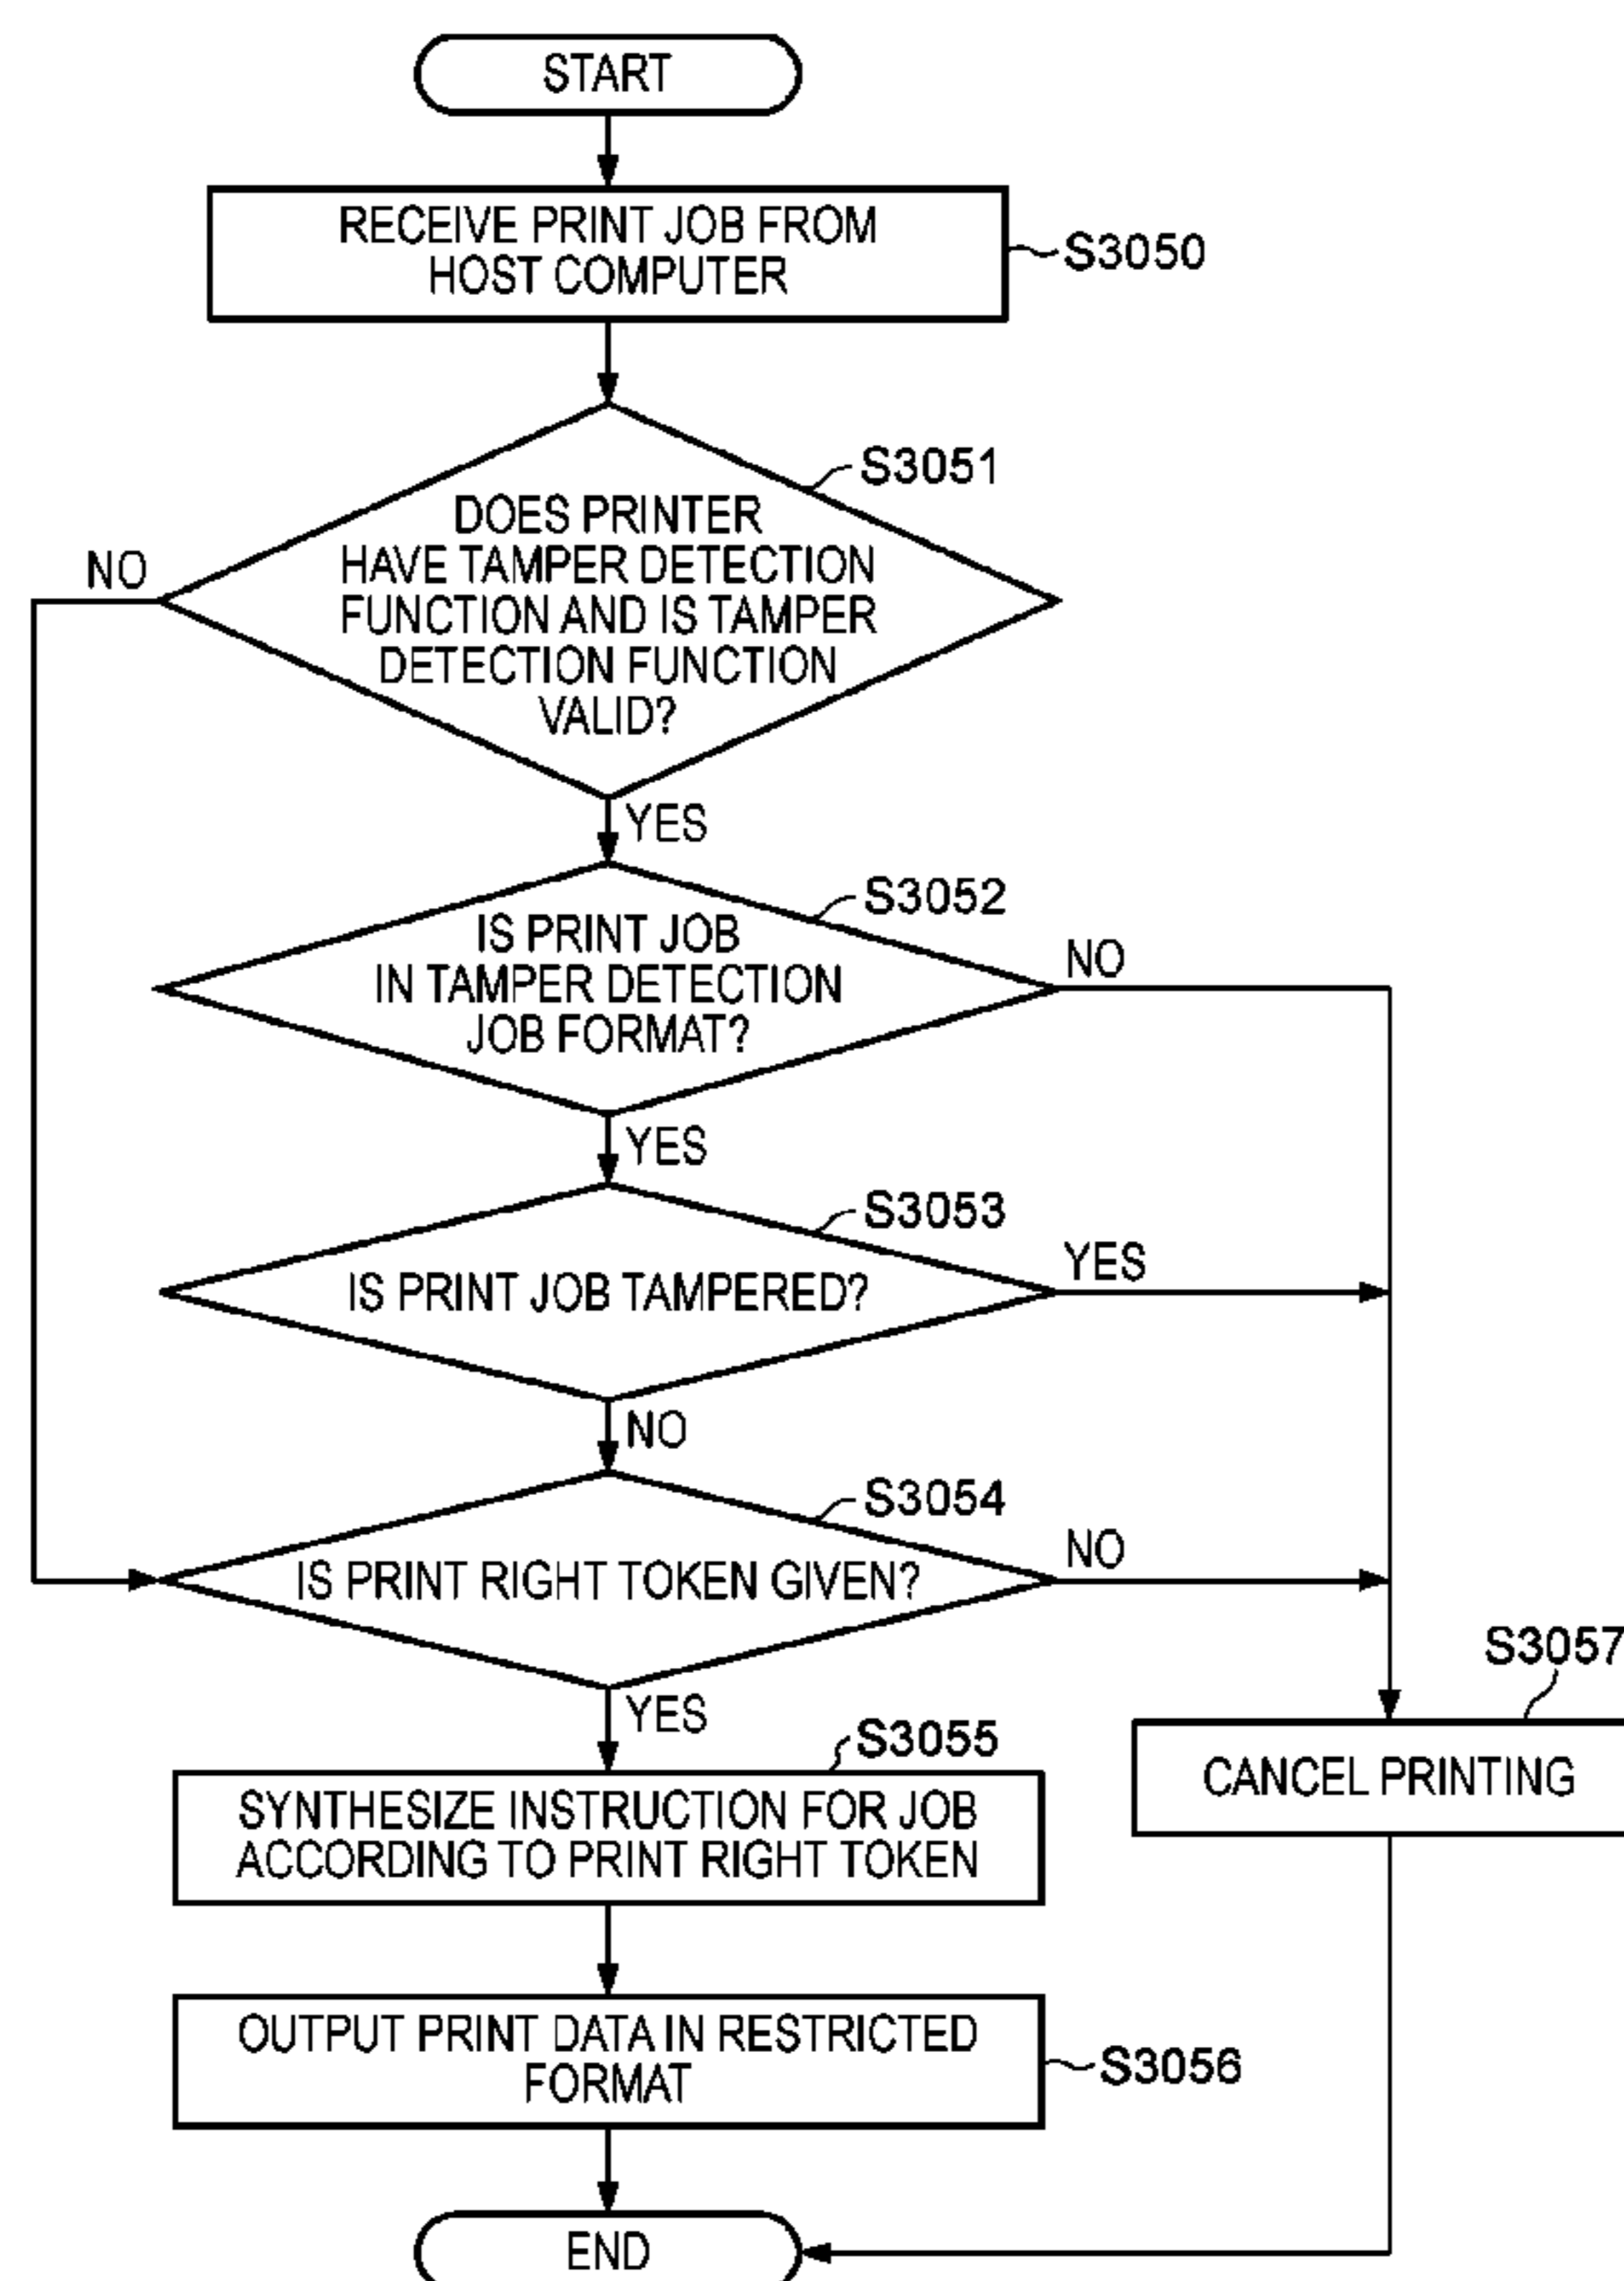 START
RECEIVE PRINT JOB FROM
HOST COMPUTER
S3050
S3051
DOES PRINTER
HAVE TAMPER DETECTION
FUNCTION AND IS TAMPER
DETECTION FUNCTION
VALID?
NO
YES
S3052
IS PRINT JOB
IN TAMPER DETECTION
JOB FORMAT?
NO
YES
S3053
IS PRINT JOB TAMPERED?
YES
NO
S3054
IS PRINT RIGHT TOKEN GIVEN?
NO
YES
S3057
CANCEL PRINTING
S3055
SYNTHESIZE INSTRUCTION FOR JOB
ACCORDING TO PRINT RIGHT TOKEN
OUTPUT PRINT DATA IN RESTRICTED
FORMAT
S3056
END